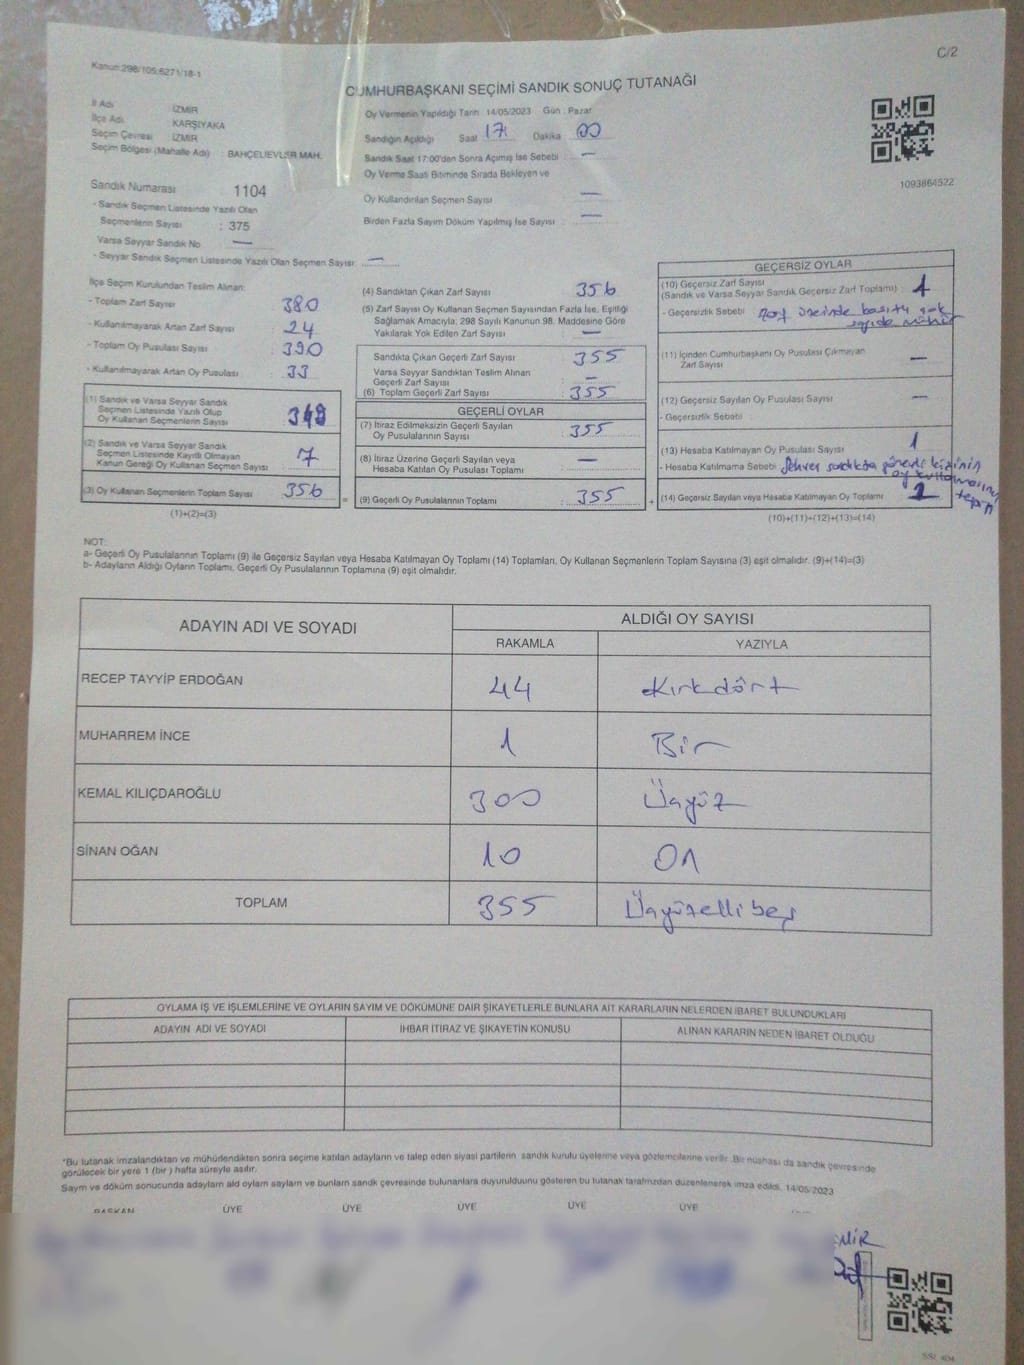 C/2
Kanun:298/105;6271/18-1
CUMHURBAŞKANI SEÇİMİ SANDIK SONUÇ TUTANAĞI
İl Adı İZMİR
İlçe Adı KARŞIYAKA
Seçim Çevresi İZMİR
Seçim Bölgesi (Mahalle Adı) : BAHÇELİEVLER MAH.
Oy Vermenin Yapıldığı Tarih 14/05/2023 Gün : Pazar
Sandığın Açıldığı Saat 17 Dakika 00
Sandık Saat 17:00'den Sonra Açımış İse Sebebi : —
Oy Verme Saati Bitiminde Sırada Bekleyen ve
Oy Kullandırılan Seçmen Sayısı : —
Birden Fazla Sayım Döküm Yapılmış İse Sayısı : —
1093864522
Sandık Numarası 1104
- Sandık Seçmen Listesinde Yazılı Olan
Seçmenlerin Sayısı : 375
Varsa Seyyar Sandık No —
- Seyyar Sandık Seçmen Listesinde Yazılı Olan Seçmen Sayısı: —
İlçe Seçim Kurulundan Teslim Alınan:
- Toplam Zarf Sayısı : 380
- Kullanılmayarak Artan Zarf Sayısı : 24
- Toplam Oy Pusulası Sayısı : 390
- Kullanılmayarak Artan Oy Pusulası : 33
(1) Sandık ve Varsa Seyyar Sandık
Seçmen Listesinde Yazılı Olup
Oy Kullanan Seçmenlerin Sayısı : 349
(2) Sandık ve Varsa Seyyar Sandık
Seçmen Listesinde Kayıtlı Olmayan
Kanun Gereği Oy Kullanan Seçmen Sayısı : 7
(3) Oy Kullanan Seçmenlerin Toplam Sayısı : 356
(1)+(2)=(3)
(4) Sandıktan Çıkan Zarf Sayısı 356
(5) Zarf Sayısı Oy Kullanan Seçmen Sayısından Fazla İse, Eşitliği
Sağlamak Amacıyla; 298 Sayılı Kanunun 98. Maddesine Göre
Yakılarak Yok Edilen Zarf Sayısı : —
Sandıkta Çıkan Geçerli Zarf Sayısı : 355
Varsa Seyyar Sandıktan Teslim Alınan
Geçerli Zarf Sayısı : —
(6) Toplam Geçerli Zarf Sayısı : 355
GEÇERLİ OYLAR
(7) İtiraz Edilmeksizin Geçerli Sayılan
Oy Pusulalarının Sayısı : 355
(8) İtiraz Üzerine Geçerli Sayılan veya
Hesaba Katılan Oy Pusulası Toplamı : —
= (9) Geçerli Oy Pusulalarının Toplamı : 355 +
GEÇERSİZ OYLAR
(10) Geçersiz Zarf Sayısı
(Sandık ve Varsa Seyyar Sandık Geçersiz Zarf Toplamı) : 1
- Geçersizlik Sebebi : Zarf üzerinde çok
sayıda mühür
(11) İçinden Cumhurbaşkanı Oy Pusulası Çıkmayan
Zarf Sayısı : —
(12) Geçersiz Sayılan Oy Pusulası Sayısı : —
- Geçersizlik Sebebi :
(13) Hesaba Katılmayan Oy Pusulası Sayısı : 1
- Hesaba Katılmama Sebebi : sandıkta görevli kişinin
oy kullanmasının
(14) Geçersiz Sayılan veya Hesaba Katılmayan Oy Toplamı : 1
(10)+(11)+(12)+(13)=(14)
NOT:
a- Geçerli Oy Pusulalarının Toplamı (9) ile Geçersiz Sayılan veya Hesaba Katılmayan Oy Toplamı (14) Toplamları, Oy Kullanan Seçmenlerin Toplam Sayısına (3) eşit olmalıdır. (9)+(14)=(3)
b- Adayların Aldığı Oyların Toplamı, Geçerli Oy Pusulalarının Toplamına (9) eşit olmalıdır.
ADAYIN ADI VE SOYADI ALDIĞI OY SAYISI
RAKAMLA YAZIYLA
RECEP TAYYİP ERDOĞAN 44 Kırkdört
MUHARREM İNCE 1 Bir
KEMAL KILIÇDAROĞLU 300 Üçyüz
SİNAN OĞAN 10 On
TOPLAM 355 Üçyüzellibeş
OYLAMA İŞ VE İŞLEMLERİNE VE OYLARIN SAYIM VE DÖKÜMÜNE DAİR ŞİKAYETLERLE BUNLARA AİT KARARLARIN NELERDEN İBARET BULUNDUKLARI
ADAYIN ADI VE SOYADI İHBAR İTİRAZ VE ŞİKAYETİN KONUSU ALINAN KARARIN NEDEN İBARET OLDUĞU
*Bu tutanak imzalandıktan ve mühürlendikten sonra seçime katılan adayların ve talep eden siyasi partilerin sandık kurulu üyelerine veya gözlemcilerine verilir. Bir nüshası da sandık çevresinde
görülecek bir yere 1 (bir ) hafta süreyle asılır.
Sayım ve döküm sonucunda adayların ald oyların sayıların ve bunların sandk çevresinde bulunanlara duyurulduunu gösteren bu tutanak tarafımızdan düzenlenerek imza edildi. 14/05/2023
BAŞKAN ÜYE ÜYE ÜYE ÜYE ÜYE